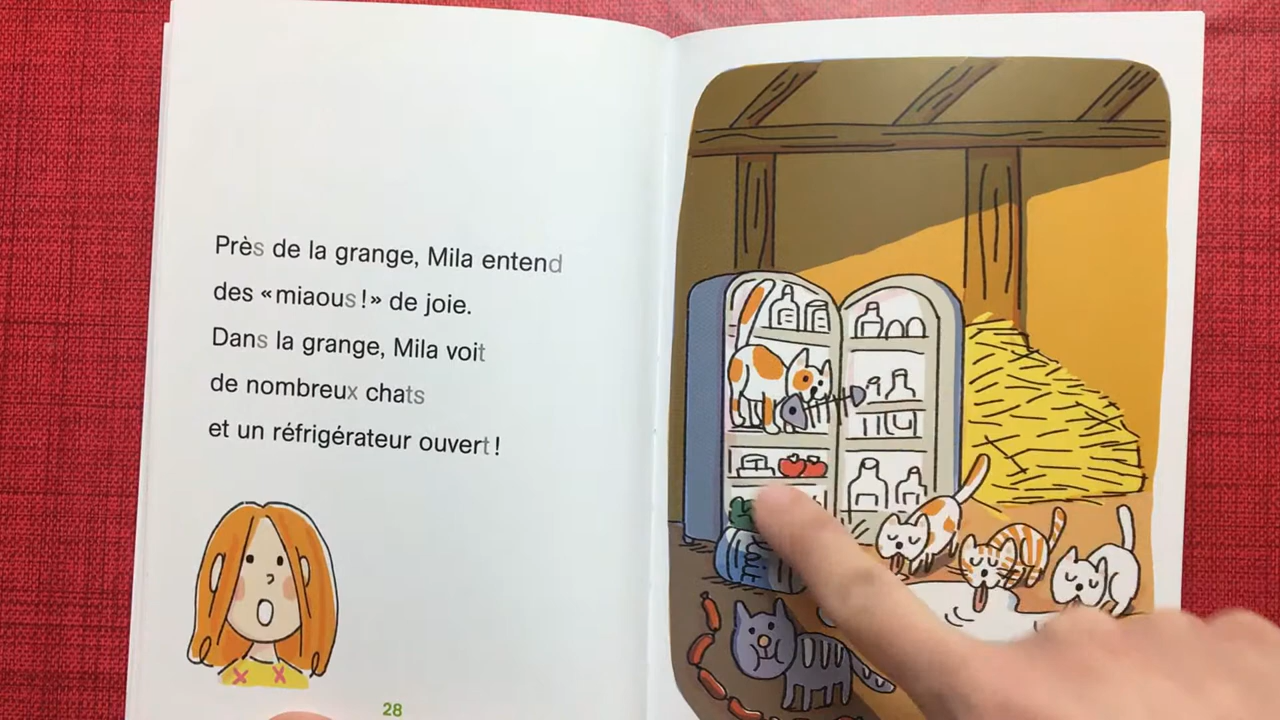 Près de la grange, Mila entend
des «miaous!» de joie.
Dans la grange, Mila voit
de nombreux chats
et un réfrigérateur ouvert!
28
lait